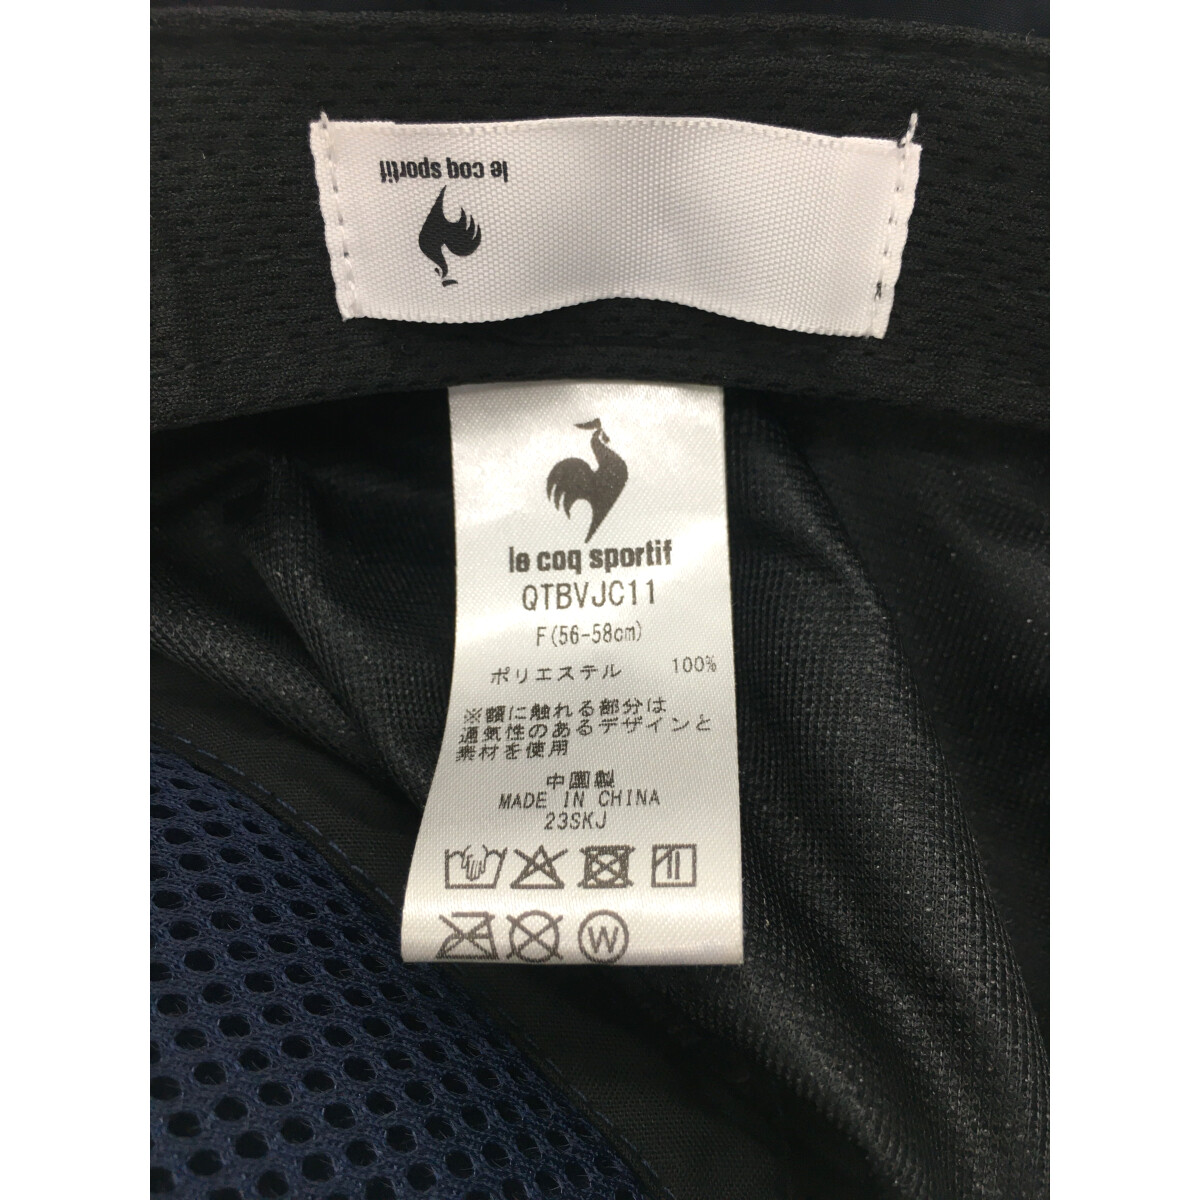 le coq sportif
le coq sportif
QTBVJC11
F(56-58cm)
ポリエステル 100%
※額に触れる部分は
通気性のあるデザインと
素材を使用
中国製
MADE IN CHINA
23SKJ
W